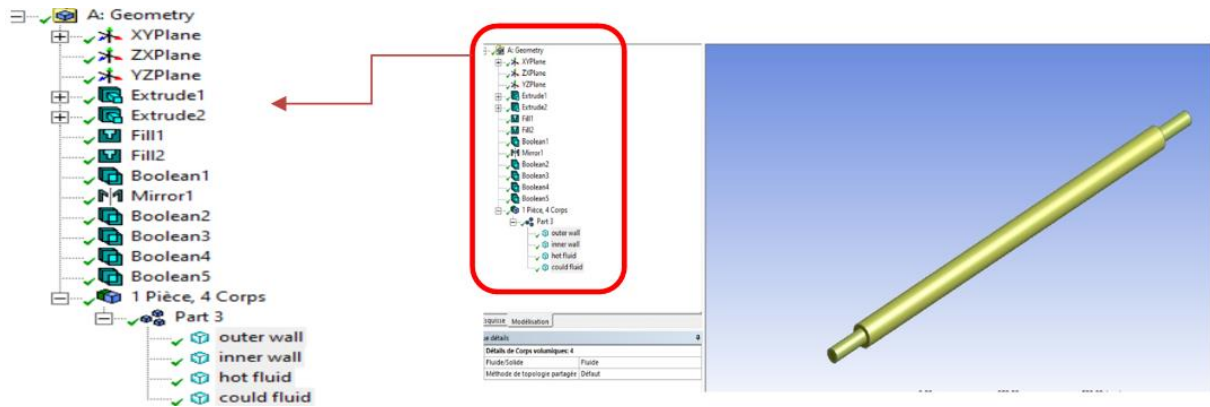 A: Geometry
XYPlane
ZXPlane
YZPlane
Extrude1
Extrude2
Fill1
Fill2
Boolean1
Mirror1
Boolean2
Boolean3
Boolean4
Boolean5
1 Pièce, 4 Corps
Part 3
outer wall
inner wall
hot fluid
could fluid
A: Geometry
XYPlane
ZXPlane
YZPlane
Extrude1
Extrude2
Fill1
Fill2
Boolean1
Mirror1
Boolean2
Boolean3
Boolean4
Boolean5
1 Pièce, 4 Corps
Part 3
outer wall
inner wall
hot fluid
could fluid
Modélisation
détails
Détails de Corps volumiques: 4
Fluide/Solide Fluide
Méthode de topologie partagée Défaut